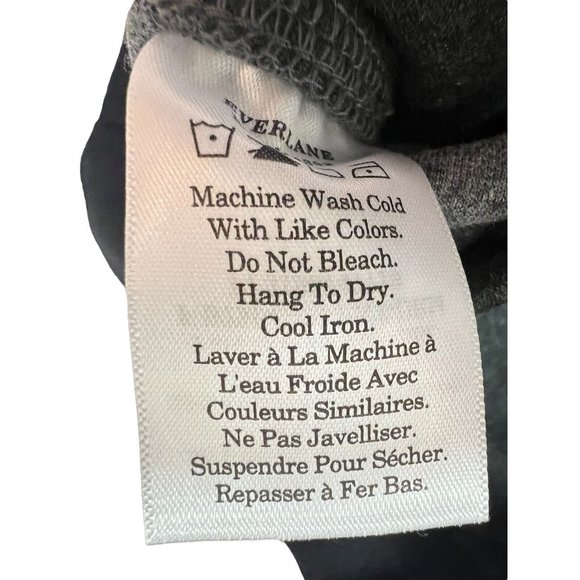 EVERLANE
Machine Wash Cold
With Like Colors.
Do Not Bleach.
Hang To Dry.
Cool Iron.
Laver à La Machine à
L'eau Froide Avec
Couleurs Similaires.
Ne Pas Javelliser.
Suspendre Pour Sécher.
Repasser à Fer Bas.